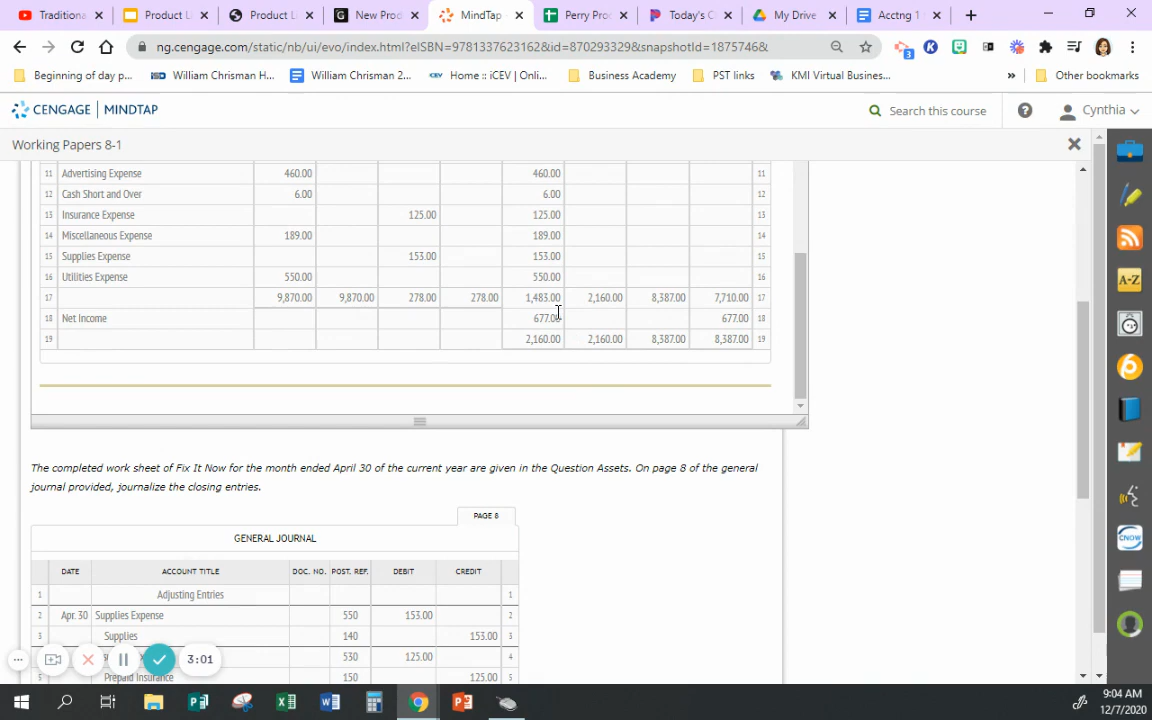 Traditiona
Product Li
Product Li
New Produ
MindTap -
Perry Proc
Today's C
My Drive
Acctng 1
ng.cengage.com/static/nb/ui/evo/index.html?eISBN=9781337623162&id=870293329&snapshotId=1875746&
3
Beginning of day p...
William Chrisman H...
William Chrisman 2...
Home :: iCEV | Onli...
Business Academy
PST links
KMI Virtual Busine...
»
Other bookmarks
CENGAGE | MINDTAP
Search this course
Cynthia
Working Papers 8-1
11 Advertising Expense 460.00 460.00 11
12 Cash Short and Over 6.00 6.00 12
13 Insurance Expense 125.00 125.00 13
14 Miscellaneous Expense 189.00 189.00 14
15 Supplies Expense 153.00 153.00 15
16 Utilities Expense 550.00 550.00 16
17 9,870.00 9,870.00 278.00 278.00 1,483.00 2,160.00 8,387.00 7,710.00 17
18 Net Income 677.00 677.00 18
19 2,160.00 2,160.00 8,387.00 8,387.00 19
The completed work sheet of Fix It Now for the month ended April 30 of the current year are given in the Question Assets. On page 8 of the general
journal provided, journalize the closing entries.
PAGE 8
GENERAL JOURNAL
DATE ACCOUNT TITLE DOC. NO. POST. REF. DEBIT CREDIT
1 Adjusting Entries 1
2 Apr. 30 Supplies Expense 550 153.00 2
3 Supplies 140 153.00 3
530 125.00 4
5 Prepaid Insurance 150 125.00 5
3:01
A-Z
CNOW
9:04 AM
12/7/2020